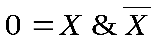 0 = X & X̅